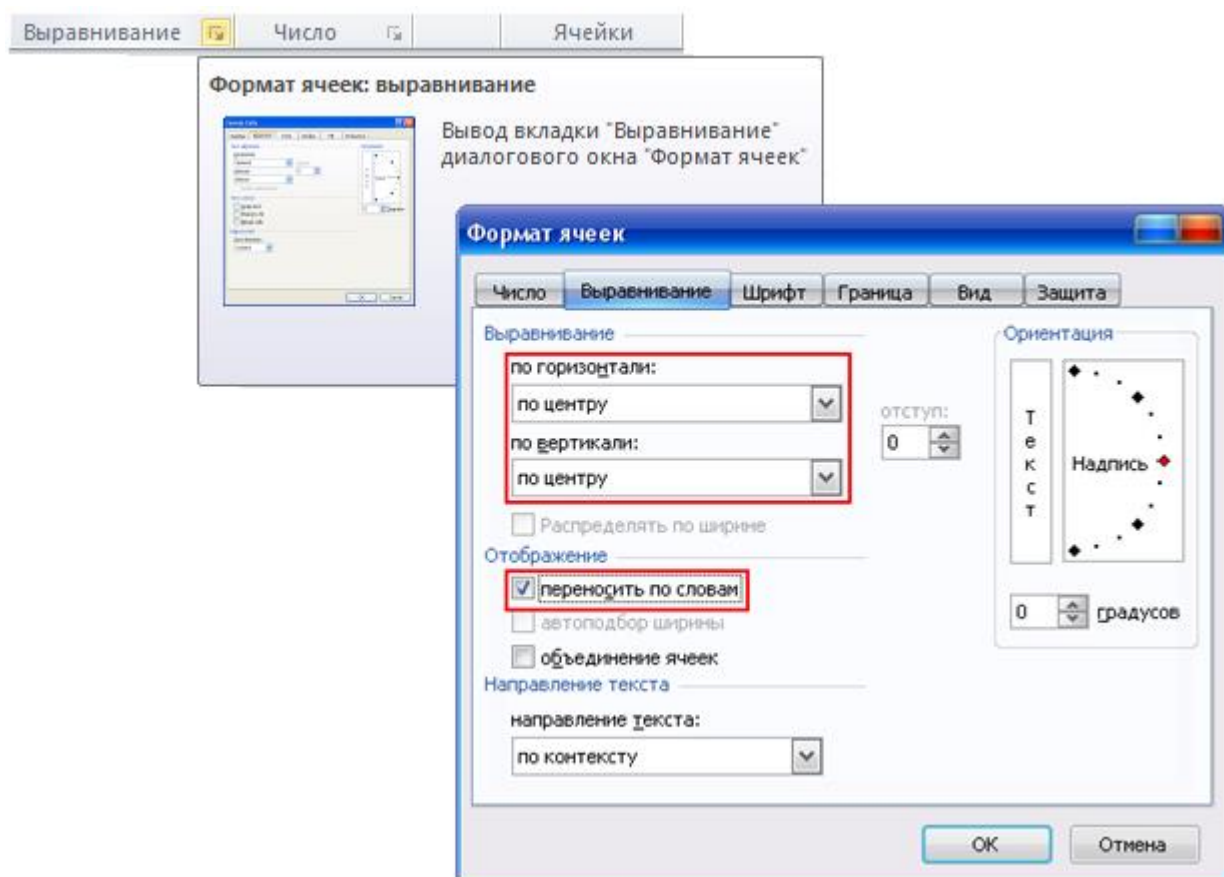 Выравнивание Число Ячейки
Формат ячеек: выравнивание
Вывод вкладки "Выравнивание"
диалогового окна "Формат ячеек"
Формат ячеек
Число Выравнивание Шрифт Граница Вид Защита
Выравнивание
по горизонтали:
по центру
отступ:
0
по вертикали:
по центру
Распределять по ширине
Отображение
переносить по словам
автоподбор ширины
объединение ячеек
Направление текста
направление текста:
по контексту
Ориентация
Текст
Надпись
0 градусов
ОК Отмена